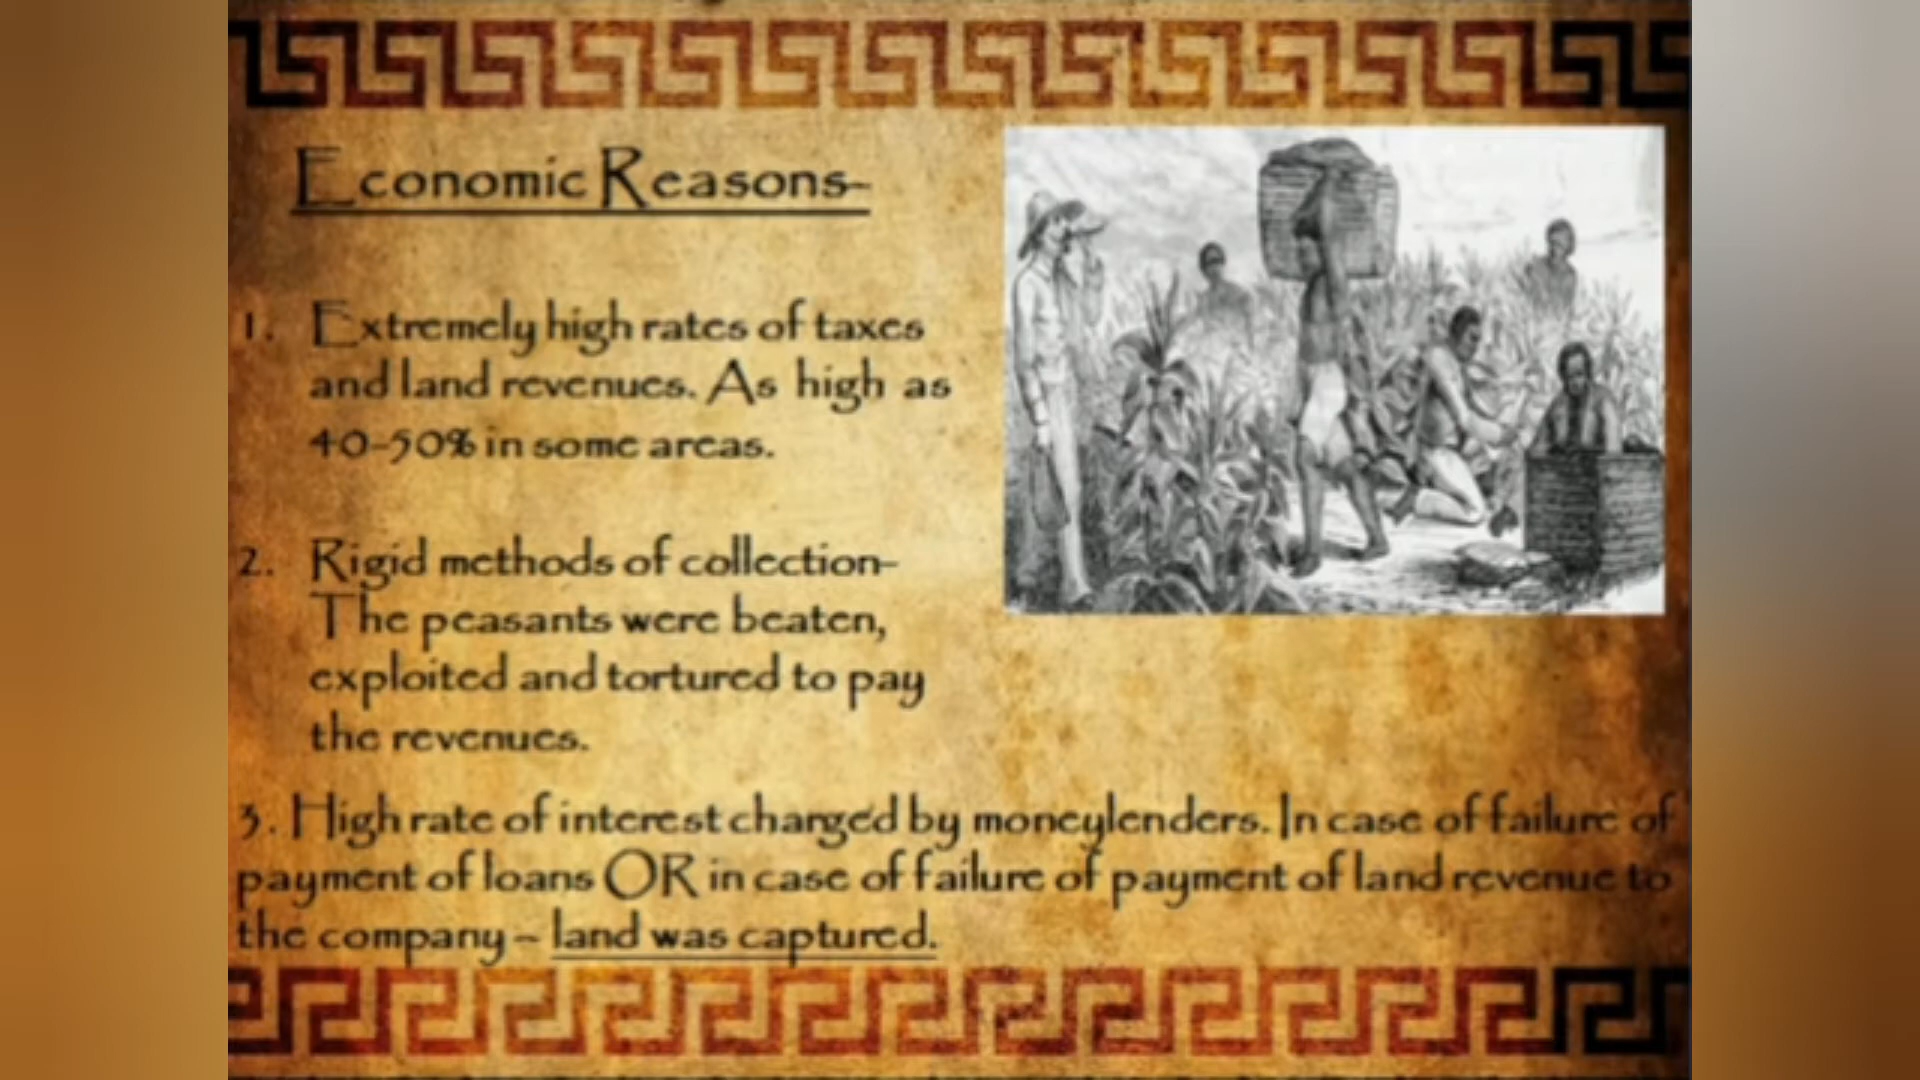 Economic Reasons-
1. Extremely high rates of taxes
and land revenues. As high as
40-50% in some areas.
2. Rigid methods of collection-
The peasants were beaten,
exploited and tortured to pay
the revenues.
3. High rate of interest charged by moneylenders. In case of failure of
payment of loans OR in case of failure of payment of land revenue to
the company – land was captured.